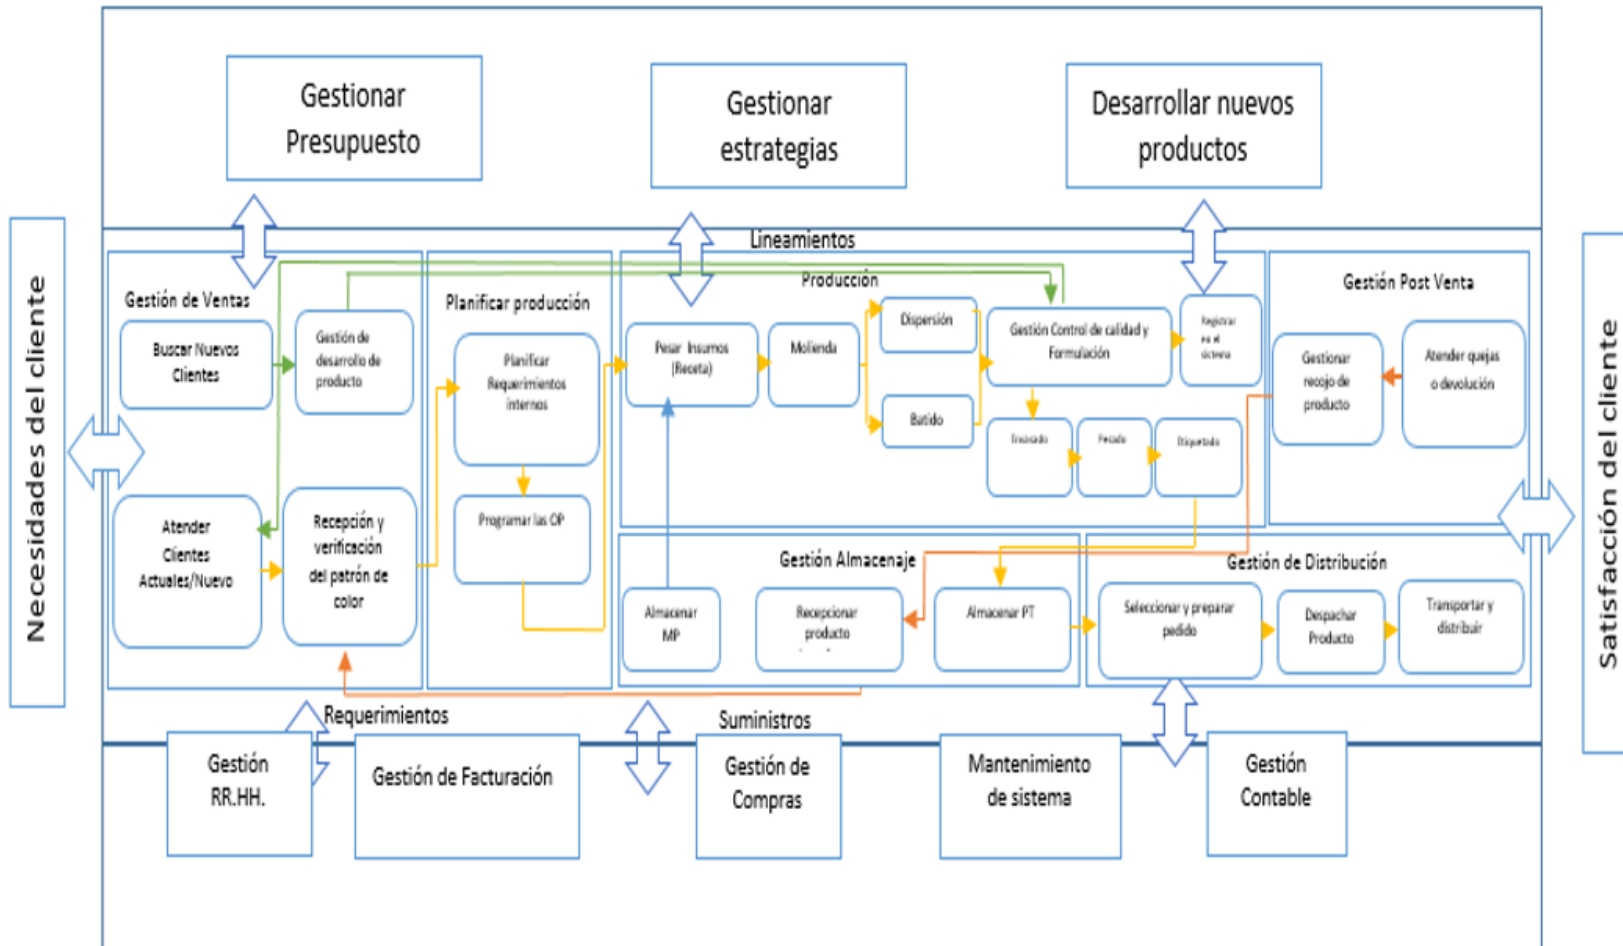 Gestionar
Presupuesto
Gestionar
estrategias
Desarrollar nuevos
productos
Necesidades del cliente
Satisfacción del cliente
Lineamientos
Gestión de Ventas
Buscar Nuevos
Clientes
Gestión de
desarrollo de
producto
Atender
Clientes
Actuales/Nuevo
Recepción y
verificación
del patrón de
color
Planificar producción
Planificar
Requerimientos
internos
Programar las OP
Producción
Pesar Insumos
(Receta)
Molienda
Dispersión
Batido
Gestión Control de calidad y
Formulación
Registrar
en el
sistema
Envasado
Pesado
Etiquetado
Gestión Post Venta
Gestionar
recojo de
producto
Atender quejas
o devolución
Gestión Almacenaje
Almacenar
MP
Recepcionar
producto
Almacenar PT
Gestión de Distribución
Seleccionar y preparar
pedido
Despachar
Producto
Transportar y
distribuir
Requerimientos
Suministros
Gestión
RR.HH.
Gestión de Facturación
Gestión de
Compras
Mantenimiento
de sistema
Gestión
Contable